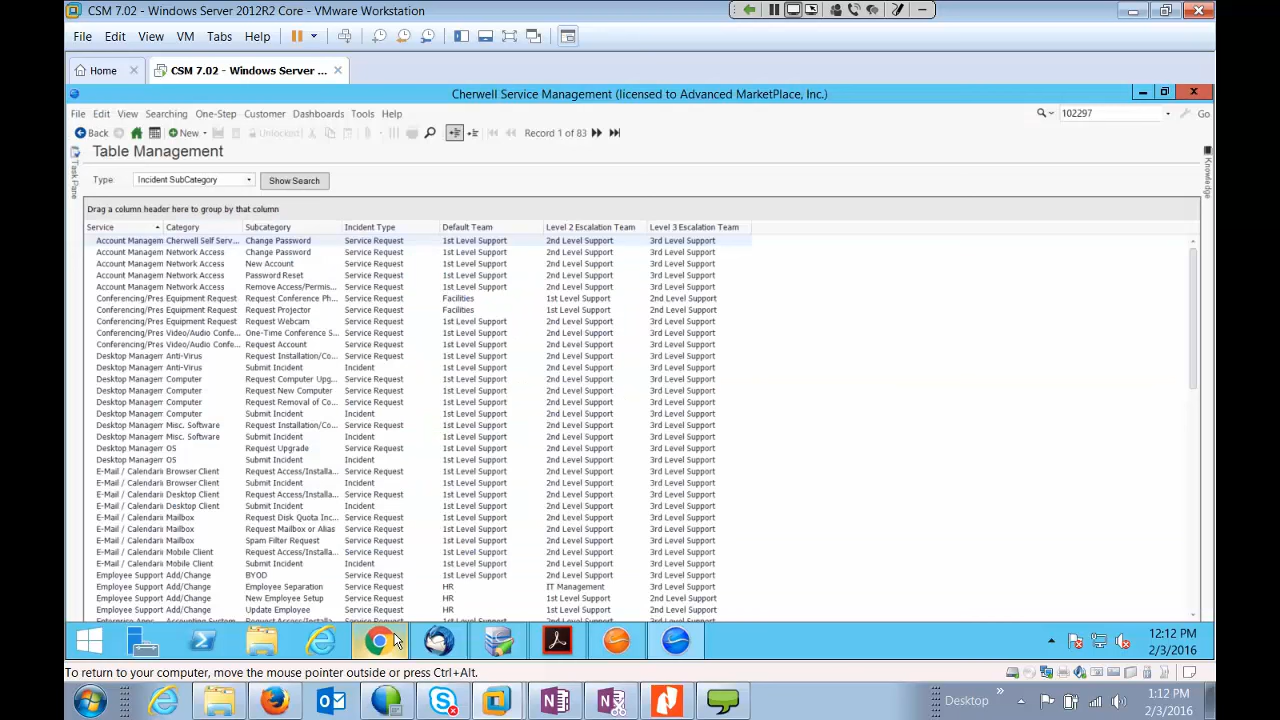 CSM 7.02 - Windows Server 2012R2 Core - VMware Workstation
File Edit View VM Tabs Help
Home CSM 7.02 - Windows Server ...
Cherwell Service Management (licensed to Advanced MarketPlace, Inc.)
File Edit View Searching One-Step Customer Dashboards Tools Help 102297 Go
Back New Unlocked Record 1 of 83
Table Management
Task Pane
Knowledge
Type: Incident SubCategory Show Search
Drag a column header here to group by that column
Service Category Subcategory Incident Type Default Team Level 2 Escalation Team Level 3 Escalation Team
Account Managem Cherwell Self Serv... Change Password Service Request 1st Level Support 2nd Level Support 3rd Level Support
Account Managem Network Access Change Password Service Request 1st Level Support 2nd Level Support 3rd Level Support
Account Managem Network Access New Account Service Request 1st Level Support 2nd Level Support 3rd Level Support
Account Managem Network Access Password Reset Service Request 1st Level Support 2nd Level Support 3rd Level Support
Account Managem Network Access Remove Access/Permis... Service Request 1st Level Support 2nd Level Support 3rd Level Support
Conferencing/Pres Equipment Request Request Conference Ph... Service Request Facilities 1st Level Support 2nd Level Support
Conferencing/Pres Equipment Request Request Projector Service Request Facilities 1st Level Support 2nd Level Support
Conferencing/Pres Equipment Request Request Webcam Service Request 1st Level Support 2nd Level Support 3rd Level Support
Conferencing/Pres Video/Audio Confe... One-Time Conference S... Service Request 1st Level Support 2nd Level Support 3rd Level Support
Conferencing/Pres Video/Audio Confe... Request Account Service Request 1st Level Support 2nd Level Support 3rd Level Support
Desktop Managem Anti-Virus Request Installation/Co... Service Request 1st Level Support 2nd Level Support 3rd Level Support
Desktop Managem Anti-Virus Submit Incident Incident 1st Level Support 2nd Level Support 3rd Level Support
Desktop Managem Computer Request Computer Upg... Service Request 1st Level Support 2nd Level Support 3rd Level Support
Desktop Managem Computer Request New Computer Service Request 1st Level Support 2nd Level Support 3rd Level Support
Desktop Managem Computer Request Removal of Co... Service Request 1st Level Support 2nd Level Support 3rd Level Support
Desktop Managem Computer Submit Incident Incident 1st Level Support 2nd Level Support 3rd Level Support
Desktop Managem Misc. Software Request Installation/Co... Service Request 1st Level Support 2nd Level Support 3rd Level Support
Desktop Managem Misc. Software Submit Incident Incident 1st Level Support 2nd Level Support 3rd Level Support
Desktop Managem OS Request Upgrade Service Request 1st Level Support 2nd Level Support 3rd Level Support
Desktop Managem OS Submit Incident Incident 1st Level Support 2nd Level Support 3rd Level Support
E-Mail / Calendarin Browser Client Request Access/Installa... Service Request 1st Level Support 2nd Level Support 3rd Level Support
E-Mail / Calendarin Browser Client Submit Incident Incident 1st Level Support 2nd Level Support 3rd Level Support
E-Mail / Calendarin Desktop Client Request Access/Installa... Service Request 1st Level Support 2nd Level Support 3rd Level Support
E-Mail / Calendarin Desktop Client Submit Incident Incident 1st Level Support 2nd Level Support 3rd Level Support
E-Mail / Calendarin Mailbox Request Disk Quota Inc... Service Request 1st Level Support 2nd Level Support 3rd Level Support
E-Mail / Calendarin Mailbox Request Mailbox or Alias Service Request 1st Level Support 2nd Level Support 3rd Level Support
E-Mail / Calendarin Mailbox Spam Filter Request Service Request 1st Level Support 2nd Level Support 3rd Level Support
E-Mail / Calendarin Mobile Client Request Access/Installa... Service Request 1st Level Support 2nd Level Support 3rd Level Support
E-Mail / Calendarin Mobile Client Submit Incident Incident 1st Level Support 2nd Level Support 3rd Level Support
Employee Support Add/Change BYOD Service Request 1st Level Support 2nd Level Support 3rd Level Support
Employee Support Add/Change Employee Separation Service Request HR IT Management 3rd Level Support
Employee Support Add/Change New Employee Setup Service Request HR 1st Level Support 2nd Level Support
Employee Support Add/Change Update Employee Service Request HR 1st Level Support 2nd Level Support
12:12 PM
2/3/2016
To return to your computer, move the mouse pointer outside or press Ctrl+Alt.
Desktop 1:12 PM
2/3/2016